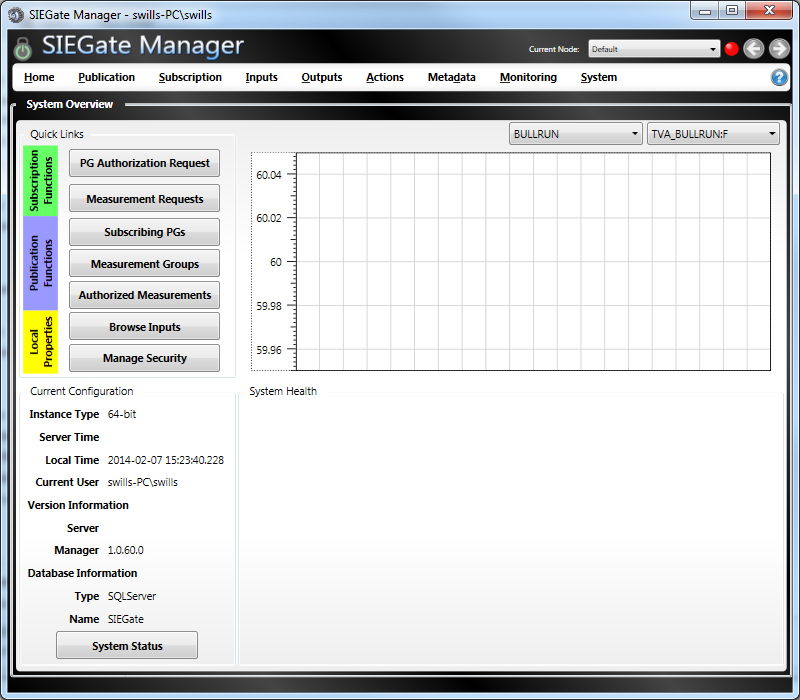 SIEGate Manager - swills-PC\swills
SIEGate Manager
Current Node: Default
Home Publication Subscription Inputs Outputs Actions Metadata Monitoring System ?
System Overview
Quick Links
BULLRUN TVA_BULLRUN:F
Subscription
Functions
PG Authorization Request
Measurement Requests
Publication
Functions
Subscribing PGs
Measurement Groups
Authorized Measurements
Local
Properties
Browse Inputs
Manage Security
60.04
60.02
60
59.98
59.96
Current Configuration
Instance Type 64-bit
Server Time
Local Time 2014-02-07 15:23:40.228
Current User swills-PC\swills
Version Information
Server
Manager 1.0.60.0
Database Information
Type SQLServer
Name SIEGate
System Status
System Health